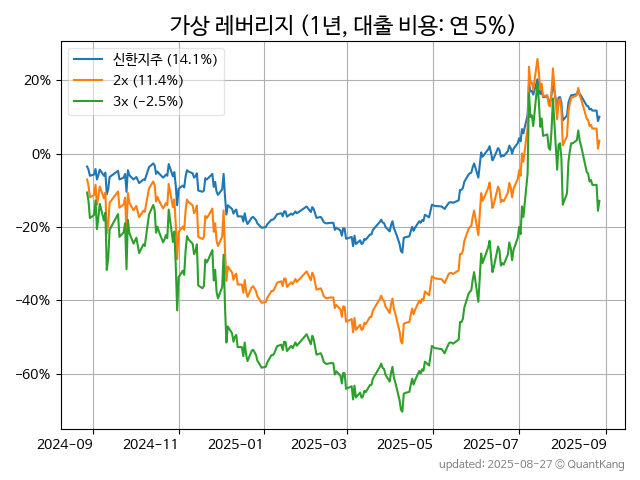 가상 레버리지 (1년, 대출 비용: 연 5%)
신한지주 (14.1%)
2x (11.4%)
3x (−2.5%)
20%
0%
−20%
−40%
−60%
2024-09 2024-11 2025-01 2025-03 2025-05 2025-07 2025-09
updated: 2025-08-27 © QuantKang